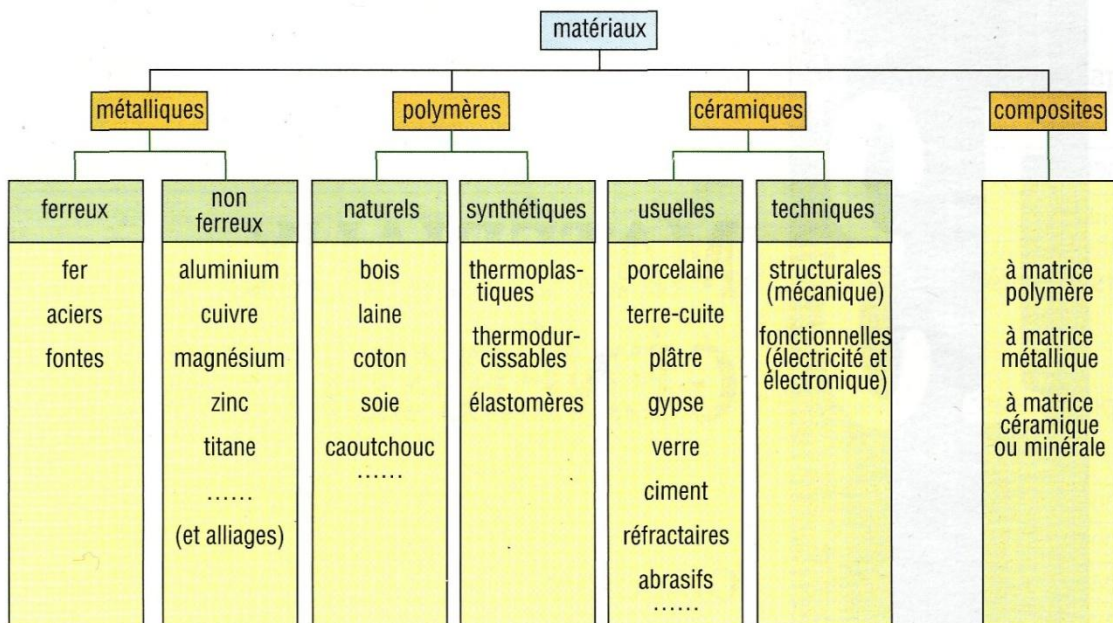 matériaux
métalliques
polymères
céramiques
composites
ferreux
non
ferreux
naturels
synthétiques
usuelles
techniques
fer
aciers
fontes
aluminium
cuivre
magnésium
zinc
titane
......
(et alliages)
bois
laine
coton
soie
caoutchouc
......
thermoplas-
tiques
thermodur-
cissables
élastomères
porcelaine
terre-cuite
plâtre
gypse
verre
ciment
réfractaires
abrasifs
......
structurales
(mécanique)
fonctionnelles
(électricité et
électronique)
à matrice
polymère
à matrice
métallique
à matrice
céramique
ou minérale